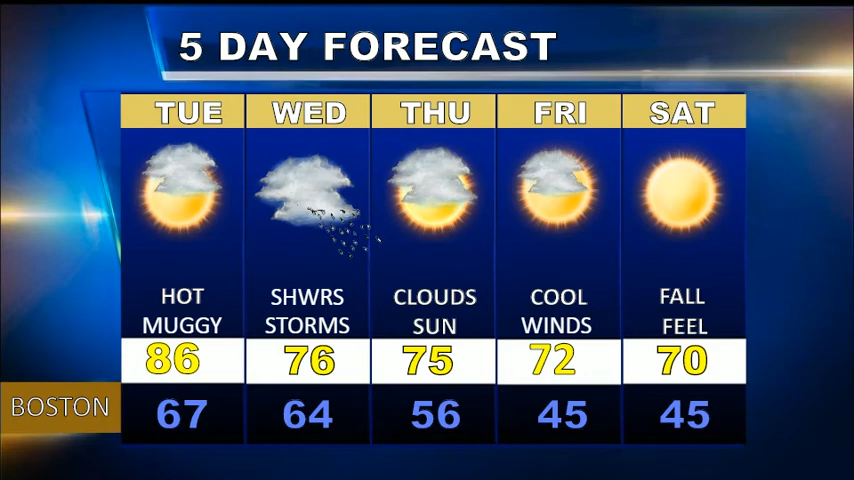 5 DAY FORECAST
TUE WED THU FRI SAT
HOT SHWRS CLOUDS COOL FALL
MUGGY STORMS SUN WINDS FEEL
86 76 75 72 70
BOSTON 67 64 56 45 45